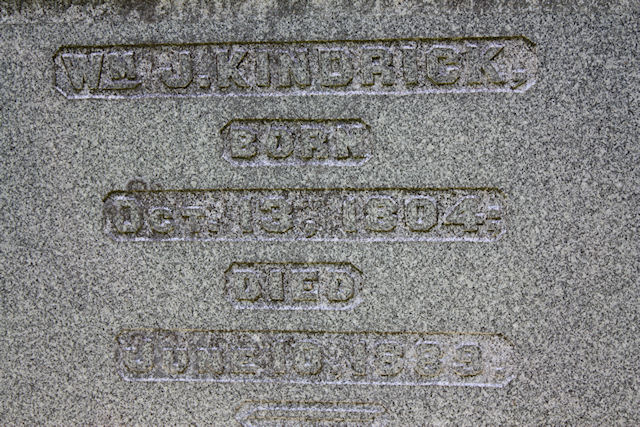 Wm J. KINDRICK,
BORN
OCT. 13, 1804.
DIED
JUNE 10, 1889.